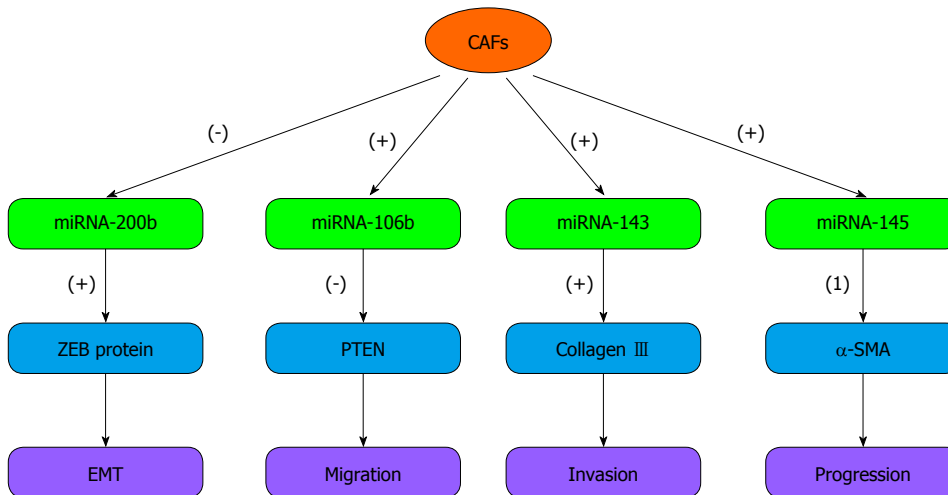 CAFs
(-)
(+)
(+)
(+)
miRNA-200b
miRNA-106b
miRNA-143
miRNA-145
(+)
(-)
(+)
(1)
ZEB protein
PTEN
Collagen Ⅲ
α-SMA
EMT
Migration
Invasion
Progression